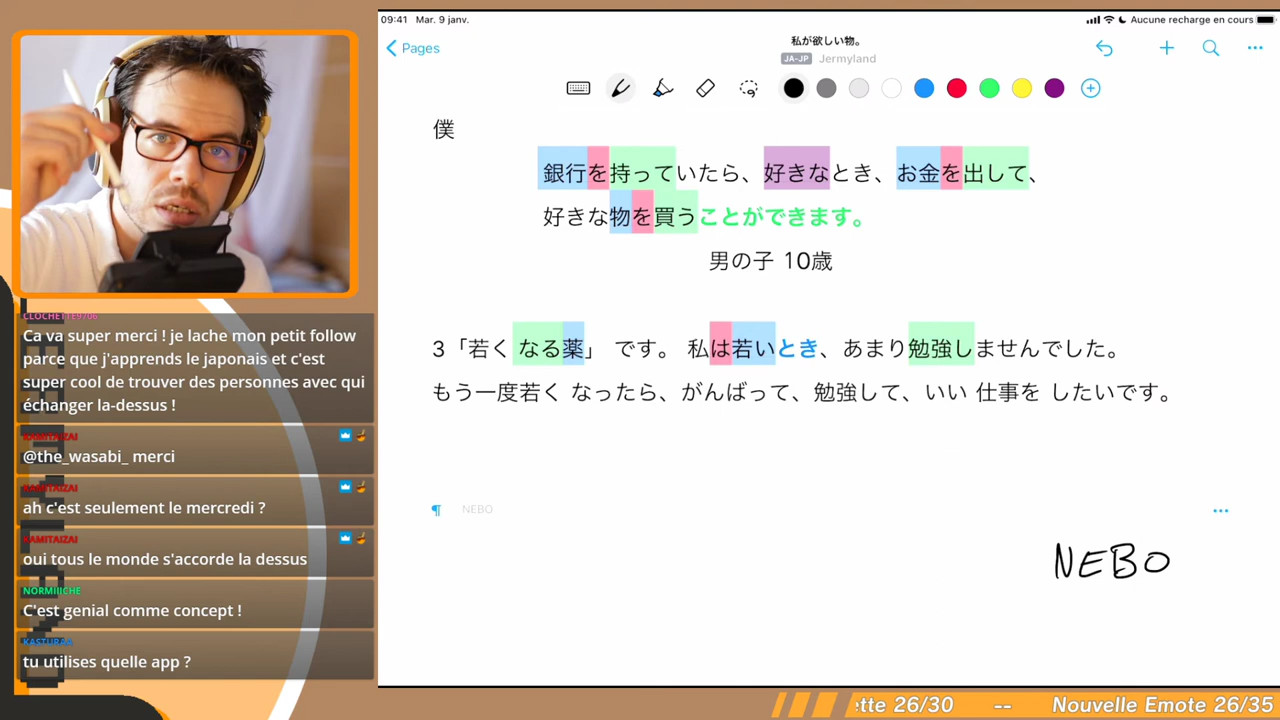 09:41 Mar. 9 janv.
Aucune recharge en cours
Pages
私が欲しい物。
JA-JP Jermyland
僕
銀行を持っていたら、好きなとき、お金を出して、
好きな物を買うことができます。
男の子 10歳
3「若く なる薬」 です。 私は若いとき、あまり勉強しませんでした。
もう一度若く なったら、がんばって、勉強して、いい 仕事を したいです。
NEBO
NEBO
CLOCHETTE9706
Ca va super merci ! je lache mon petit follow
parce que j'apprends le japonais et c'est
super cool de trouver des personnes avec qui
échanger la-dessus !
KAMITAIZAI
@the_wasabi_ merci
KAMITAIZAI
ah c'est seulement le mercredi ?
KAMITAIZAI
oui tous le monde s'accorde la dessus
NORMIIICHE
C'est genial comme concept !
tu utilises quelle app ?
26/30 -- Nouvelle Emote 26/35